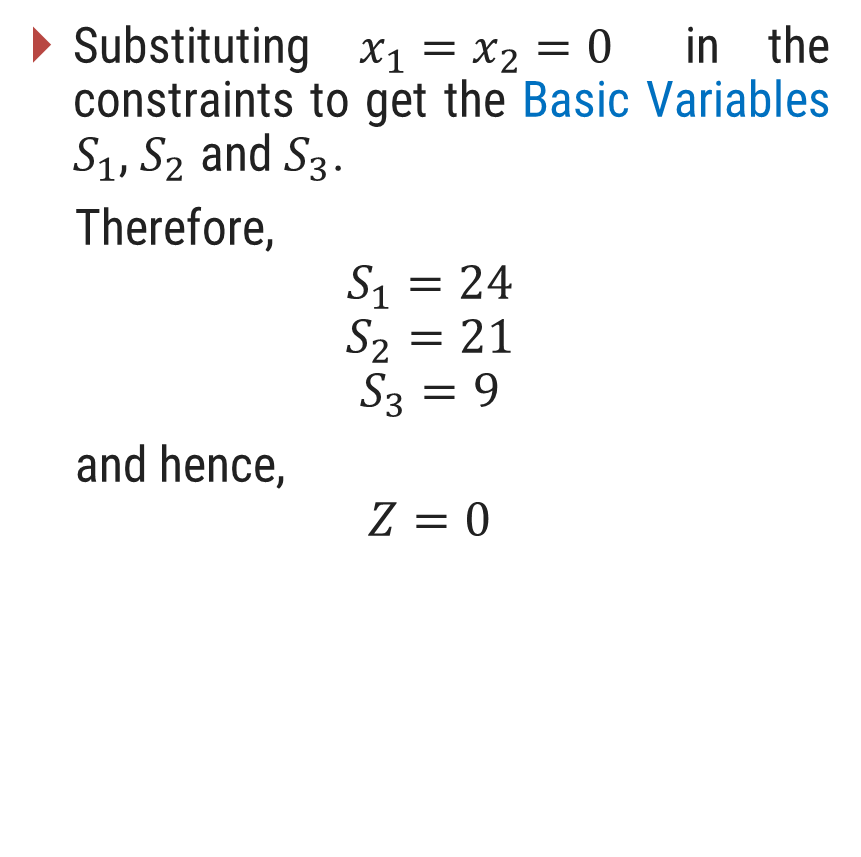 Substituting x₁ = x₂ = 0 in the
constraints to get the Basic Variables
S₁, S₂ and S₃.
Therefore,
S₁ = 24
S₂ = 21
S₃ = 9
and hence,
Z = 0